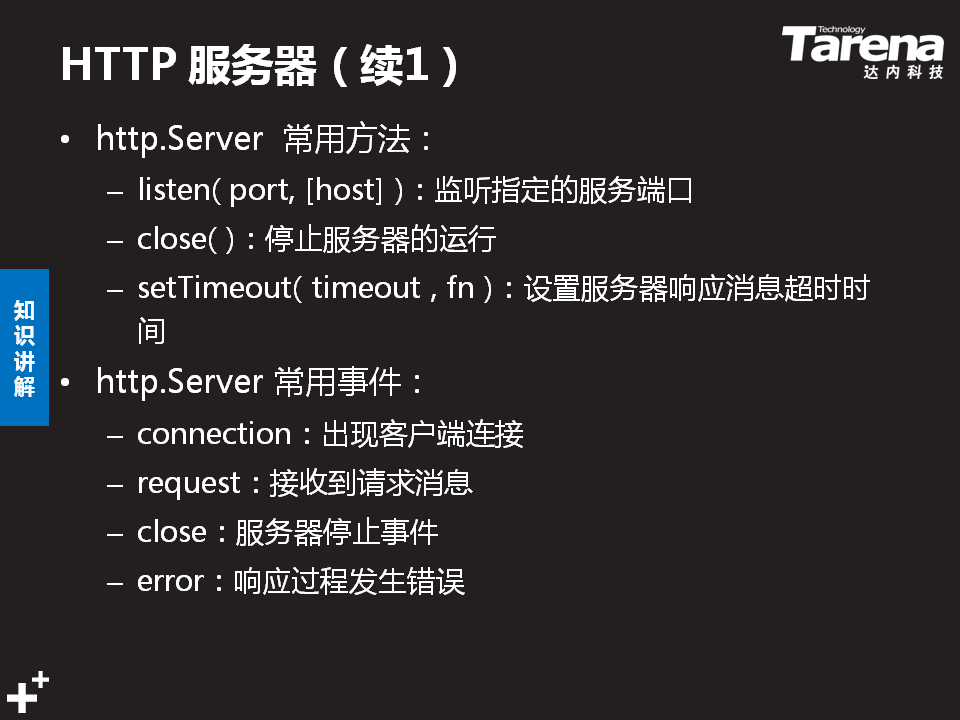 HTTP 服务器（续1）
Technology
Tarena
达内科技
• http.Server 常用方法：
– listen( port, [host] )：监听指定的服务端口
– close( )：停止服务器的运行
– setTimeout( timeout , fn )：设置服务器响应消息超时时
间
知
识
讲
解
• http.Server 常用事件：
– connection：出现客户端连接
– request：接收到请求消息
– close：服务器停止事件
– error：响应过程发生错误